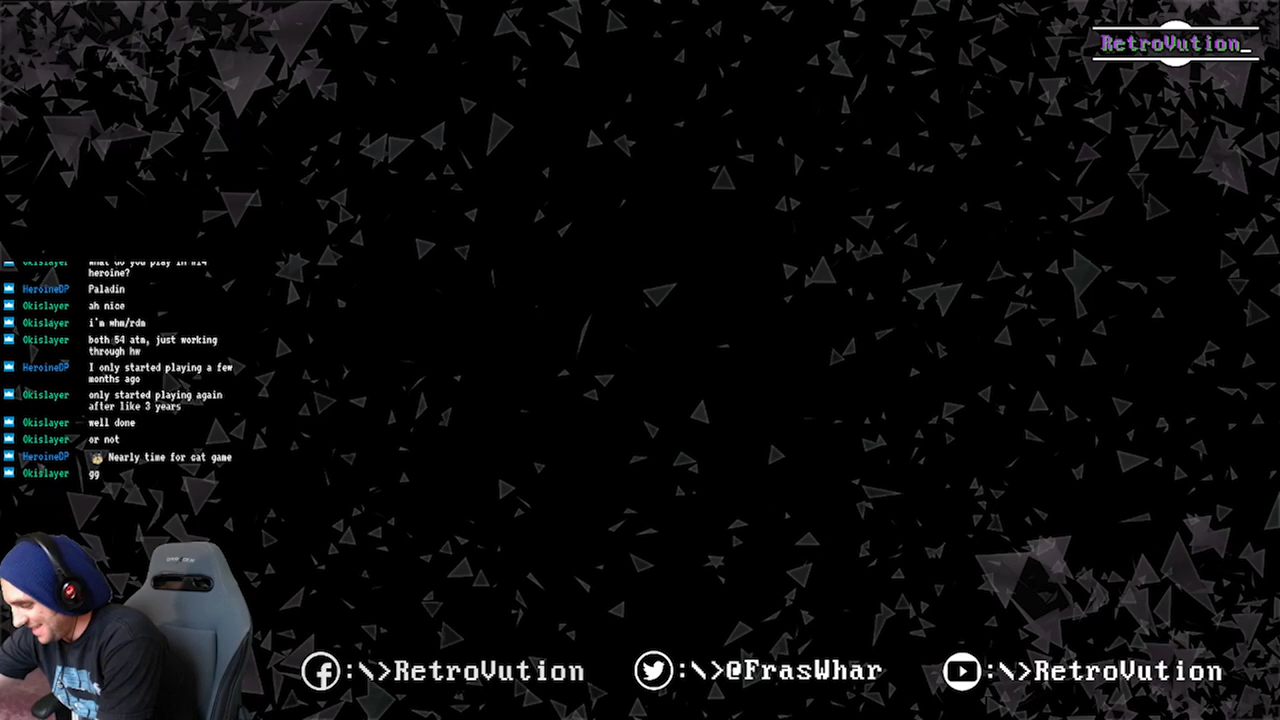 RetroVution_
Okislayer what do you play in
heroine?
HeroineDP Paladin
Okislayer ah nice
Okislayer i'm whm/rdm
Okislayer both 54 atm, just working
through hw
HeroineDP I only started playing a few
months ago
Okislayer only started playing again
after like 3 years
Okislayer well done
Okislayer or not
HeroineDP Nearly time for cat game
Okislayer gg
:\>RetroVution :\>@FrasWhar :\>RetroVution